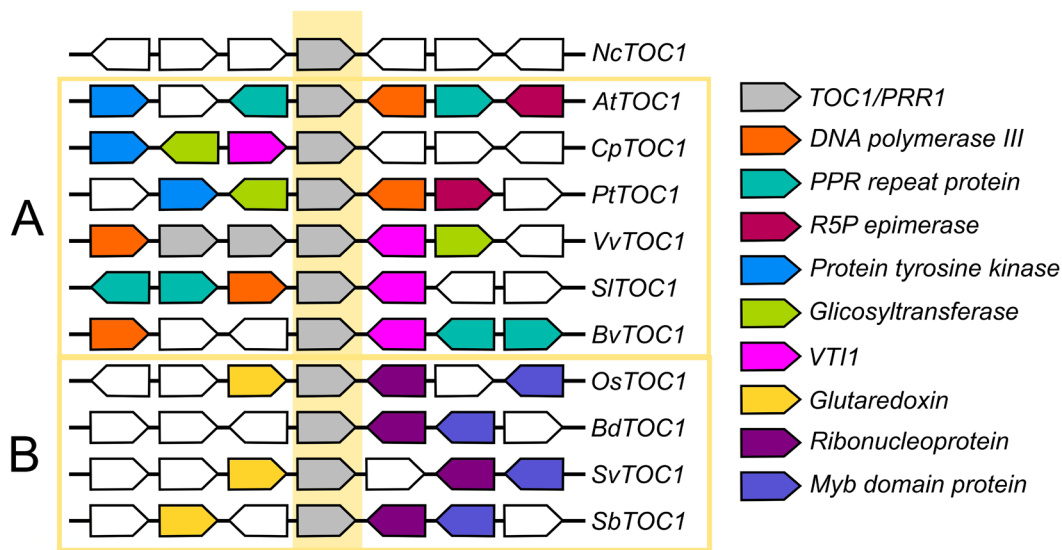 NcTOC1
A
AtTOC1
CpTOC1
PtTOC1
VvTOC1
SlTOC1
BvTOC1
B
OsTOC1
BdTOC1
SvTOC1
SbTOC1
TOC1/PRR1
DNA polymerase III
PPR repeat protein
R5P epimerase
Protein tyrosine kinase
Glicosyltransferase
VTI1
Glutaredoxin
Ribonucleoprotein
Myb domain protein